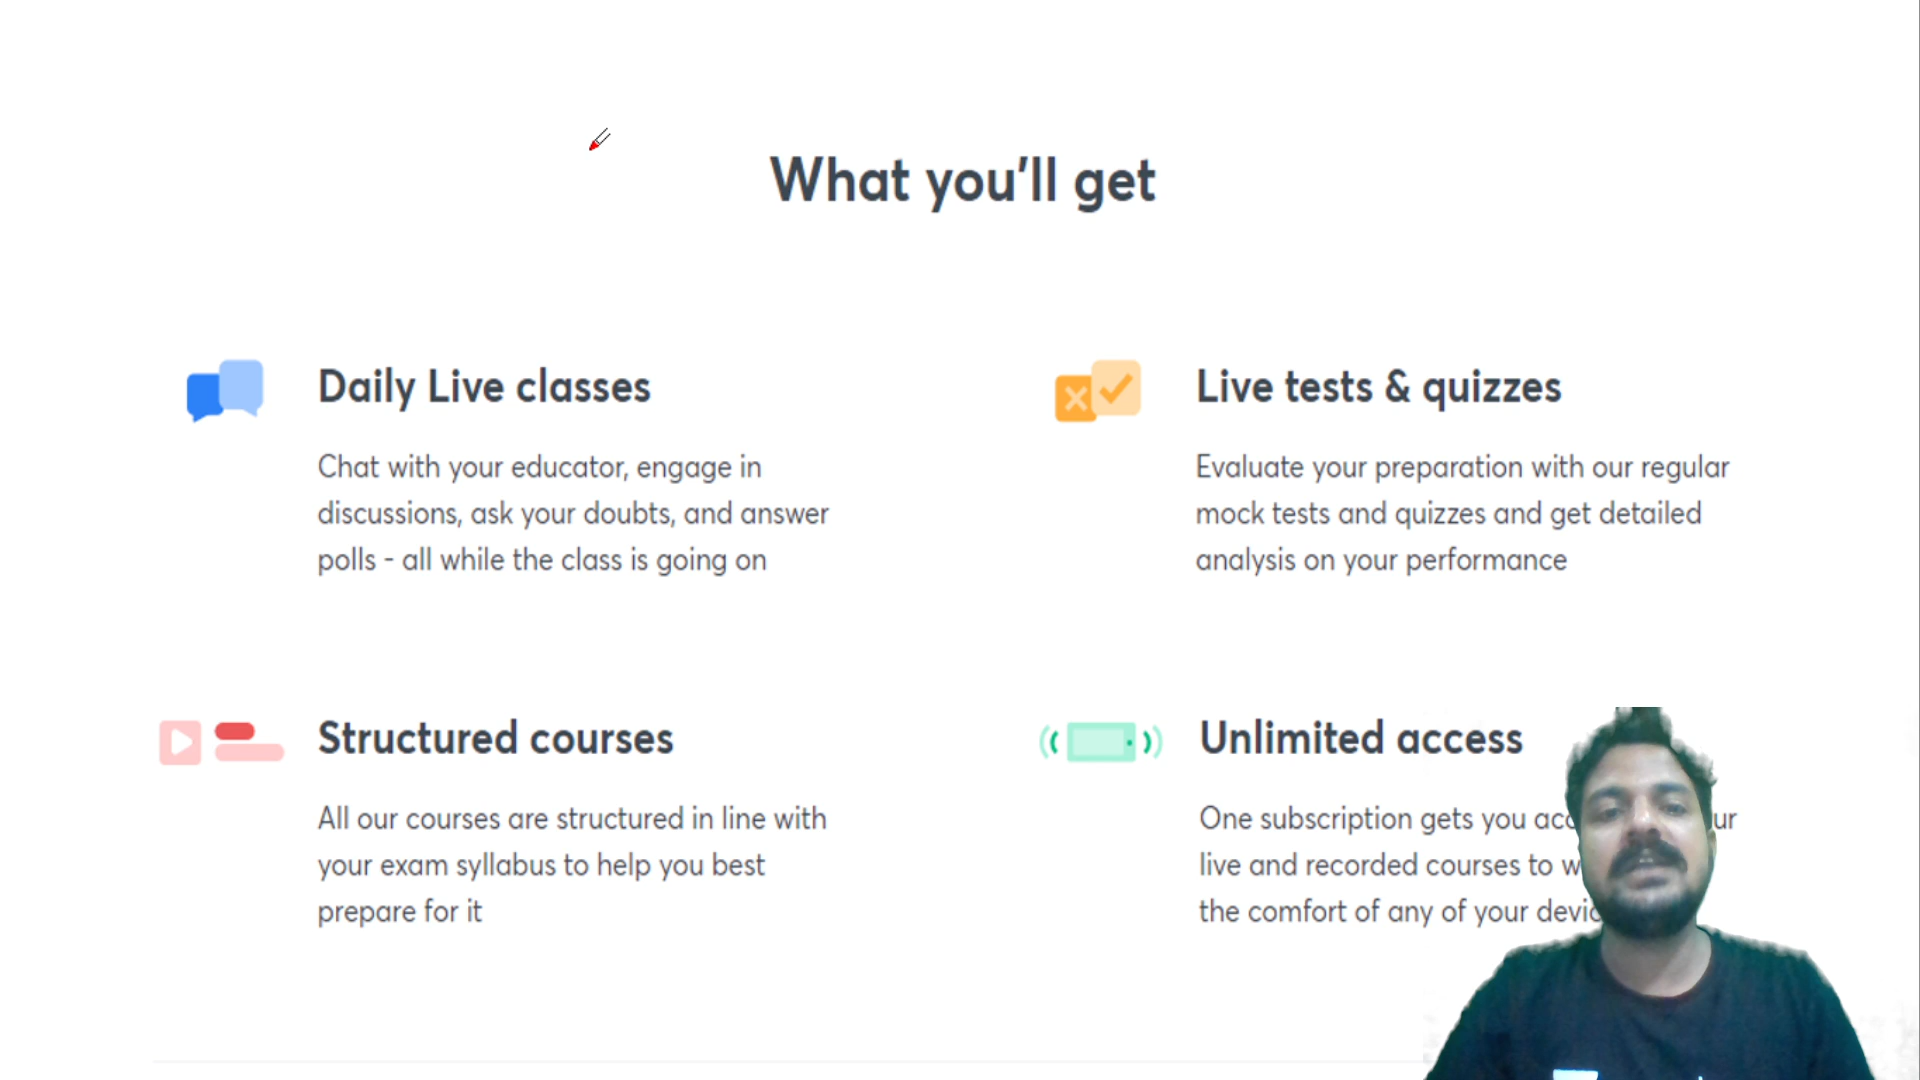 What you'll get
Daily Live classes
Chat with your educator, engage in
discussions, ask your doubts, and answer
polls - all while the class is going on
Live tests & quizzes
Evaluate your preparation with our regular
mock tests and quizzes and get detailed
analysis on your performance
Structured courses
All our courses are structured in line with
your exam syllabus to help you best
prepare for it
Unlimited access
One subscription gets you
live and recorded courses to
the comfort of any of your